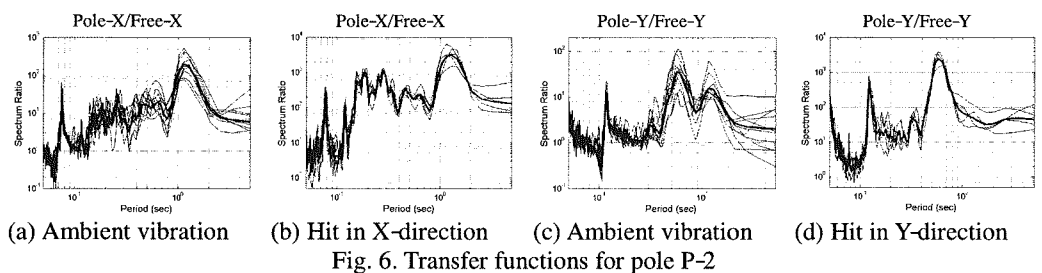 Pole-X/Free-X Pole-X/Free-X Pole-Y/Free-Y Pole-Y/Free-Y
Spectrum Ratio Spectrum Ratio Spectrum Ratio Spectrum Ratio
Period (sec) Period (sec) Period (sec) Period (sec)
(a) Ambient vibration (b) Hit in X-direction (c) Ambient vibration (d) Hit in Y-direction
Fig. 6. Transfer functions for pole P-2